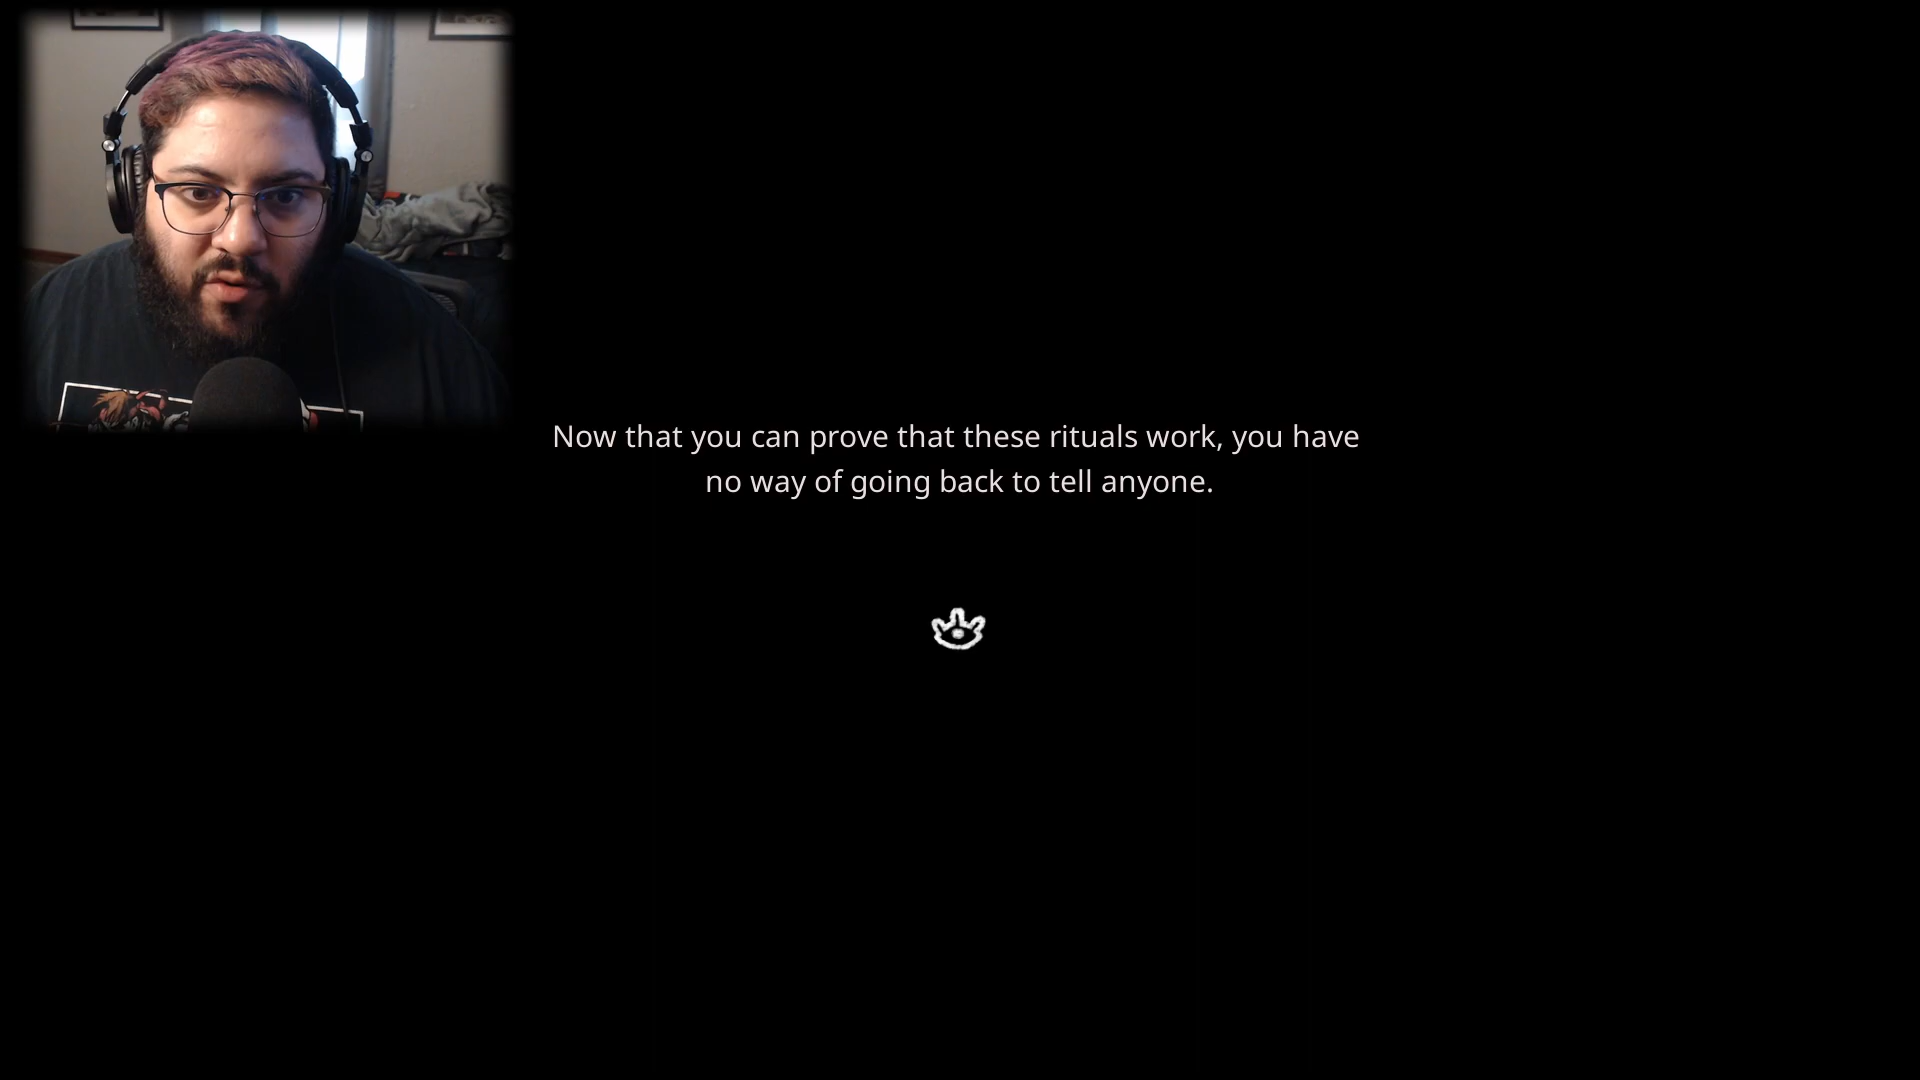 Now that you can prove that these rituals work, you have
no way of going back to tell anyone.